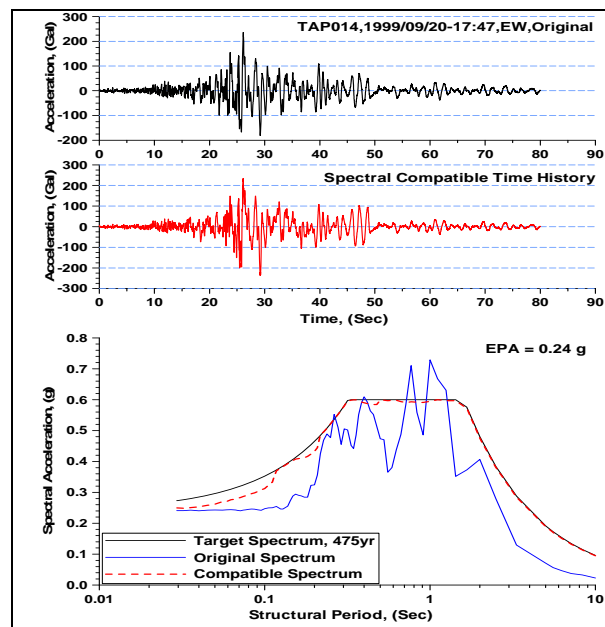 300
TAP014,1999/09/20-17:47,EW,Original
200
100
0
-100
-200
Acceleration, (Gal)
0 10 20 30 40 50 60 70 80 90
300
Spectral Compatible Time History
200
100
0
-100
-200
-300
Acceleration, (Gal)
0 10 20 30 40 50 60 70 80 90
Time, (Sec)
0.8
EPA = 0.24 g
0.7
0.6
0.5
0.4
0.3
0.2
0.1
0.0
Spectral Acceleration, (g)
Target Spectrum, 475yr
Original Spectrum
Compatible Spectrum
0.01 0.1 1 10
Structural Period, (Sec)